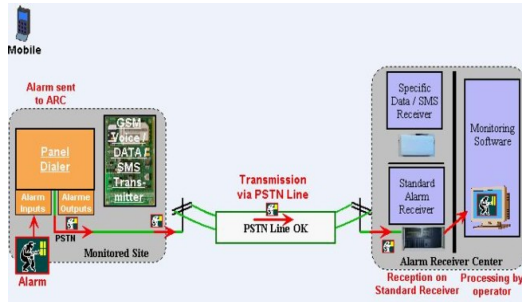 Mobile
Alarm sent
to ARC
Panel
Dialer
Alarm
Inputs
Alarme
Outputs
GSM
Voice /
DATA /
SMS
Trans-
mitter
PSTN
Monitored Site
Alarm
Transmission
via PSTN Line
PSTN Line OK
Specific
Data / SMS
Receiver
Standard
Alarm
Receiver
Monitoring
Software
Alarm Receiver Center
Reception on
Standard Receiver
Processing by
operator